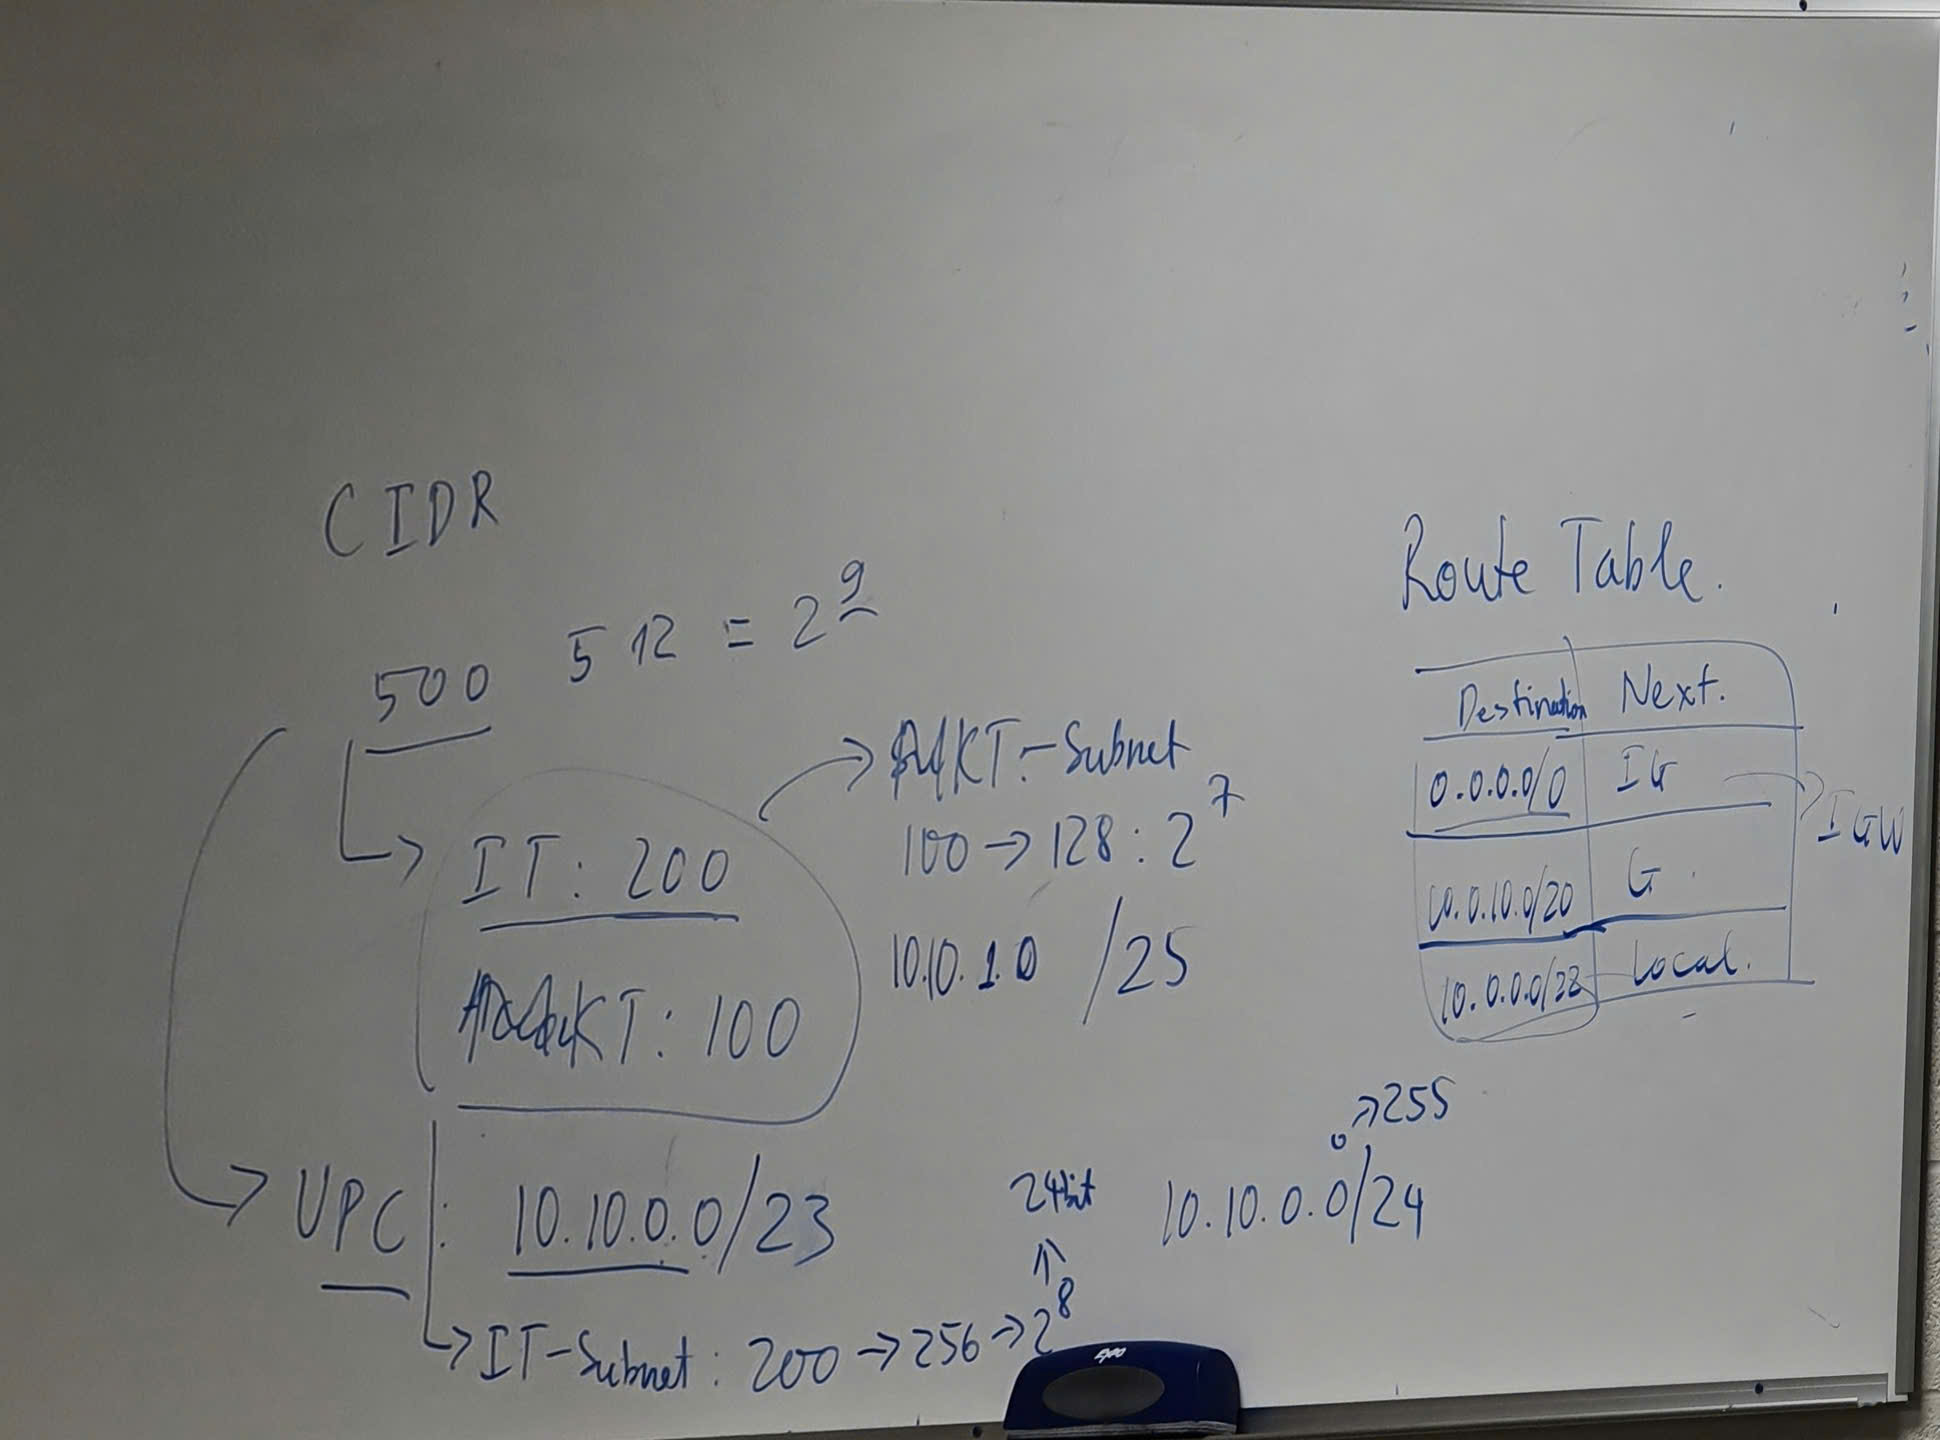 CIDR
500 512 = 2^9
IT: 200
MKT: 100
VPC: 10.10.0.0/23
IT-Subnet: 200 → 256 → 2^8
24bit
MKT:-Subnet
100 → 128 : 2^7
10.10.1.0 /25
10.10.0.0/24
0 → 255
Route Table.
Destination Next.
0.0.0.0/0 IG → IGW
10.0.10.0/20 G
10.0.0.0/32 Local.
EXPO